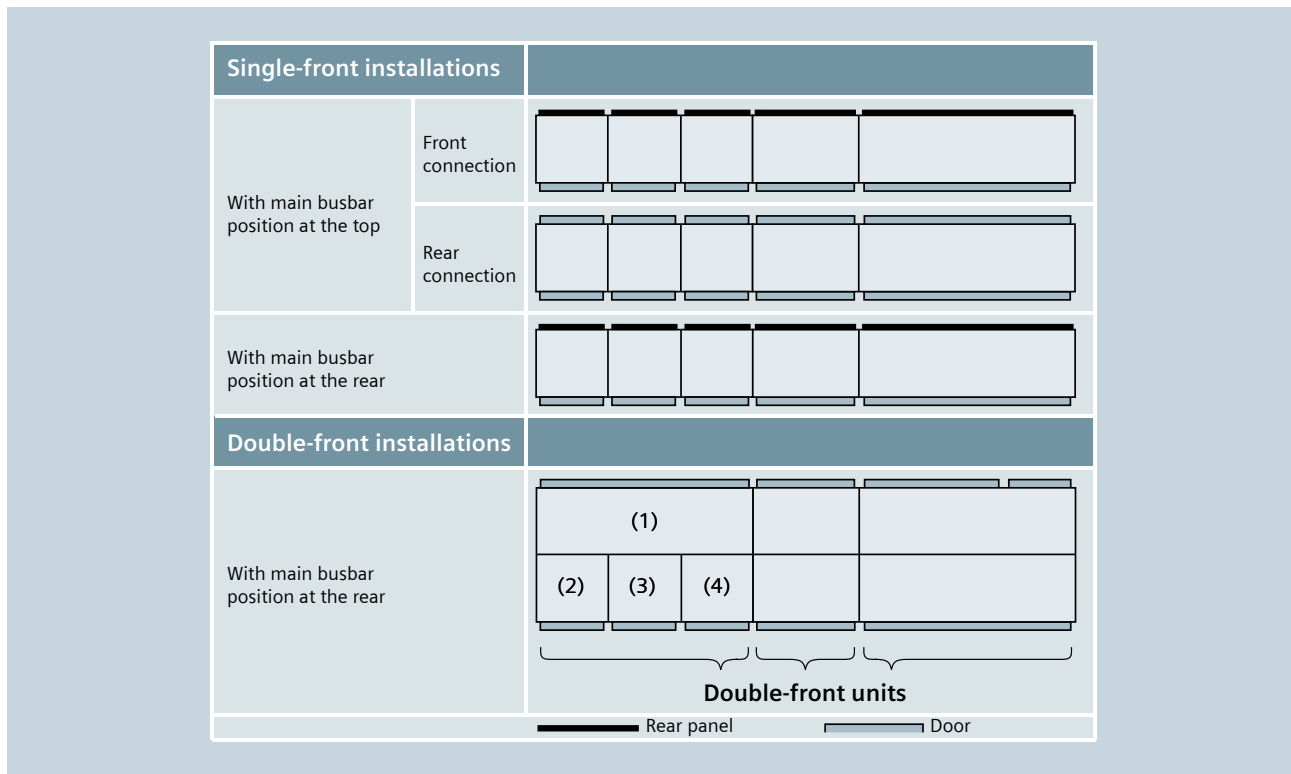 Single-front installations
With main busbar
position at the top
Front
connection
Rear
connection
With main busbar
position at the rear
Double-front installations
With main busbar
position at the rear
(1)
(2) (3) (4)
Double-front units
Rear panel Door